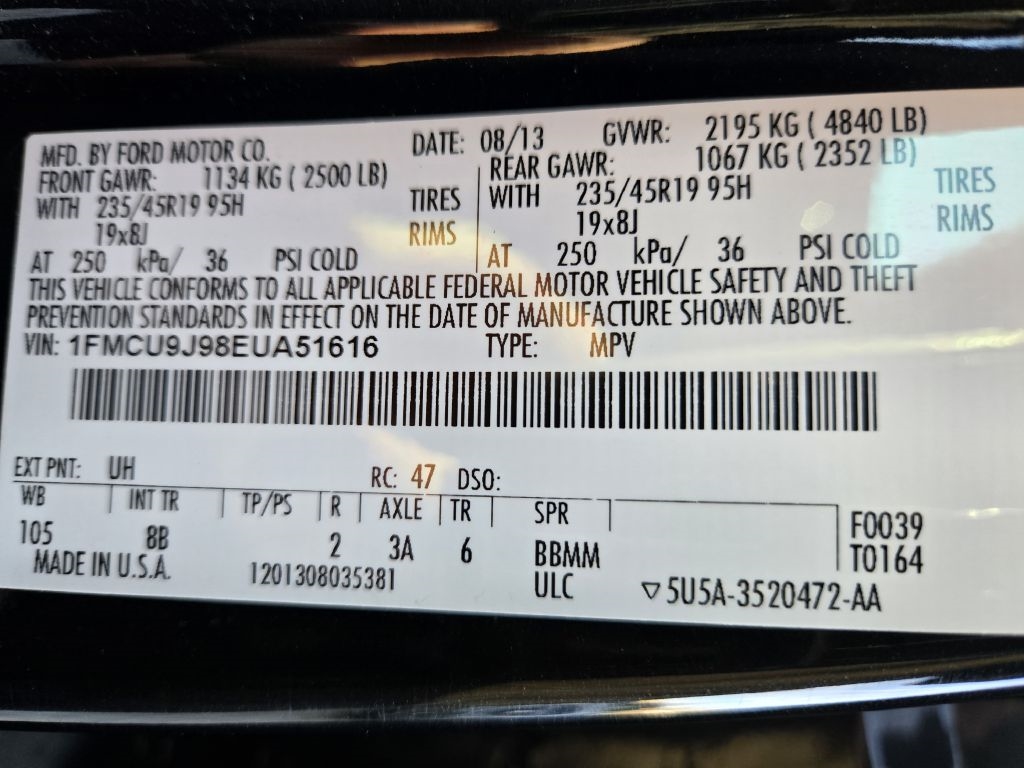 MFD. BY FORD MOTOR CO. DATE: 08/13 GVWR: 2195 KG ( 4840 LB)
FRONT GAWR: 1134 KG ( 2500 LB) REAR GAWR: 1067 KG ( 2352 LB)
WITH 235/45R19 95H TIRES WITH 235/45R19 95H TIRES
19x8J RIMS 19x8J RIMS
AT 250 kPa/ 36 PSI COLD AT 250 kPa/ 36 PSI COLD
THIS VEHICLE CONFORMS TO ALL APPLICABLE FEDERAL MOTOR VEHICLE SAFETY AND THEFT
PREVENTION STANDARDS IN EFFECT ON THE DATE OF MANUFACTURE SHOWN ABOVE.
VIN: 1FMCU9J98EUA51616 TYPE: MPV
EXT PNT: UH RC: 47 DSO:
WB INT TR TP/PS R AXLE TR SPR F0039
105 8B 2 3A 6 BBMM T0164
MADE IN U.S.A. 1201308035381 ULC ▽5U5A-3520472-AA